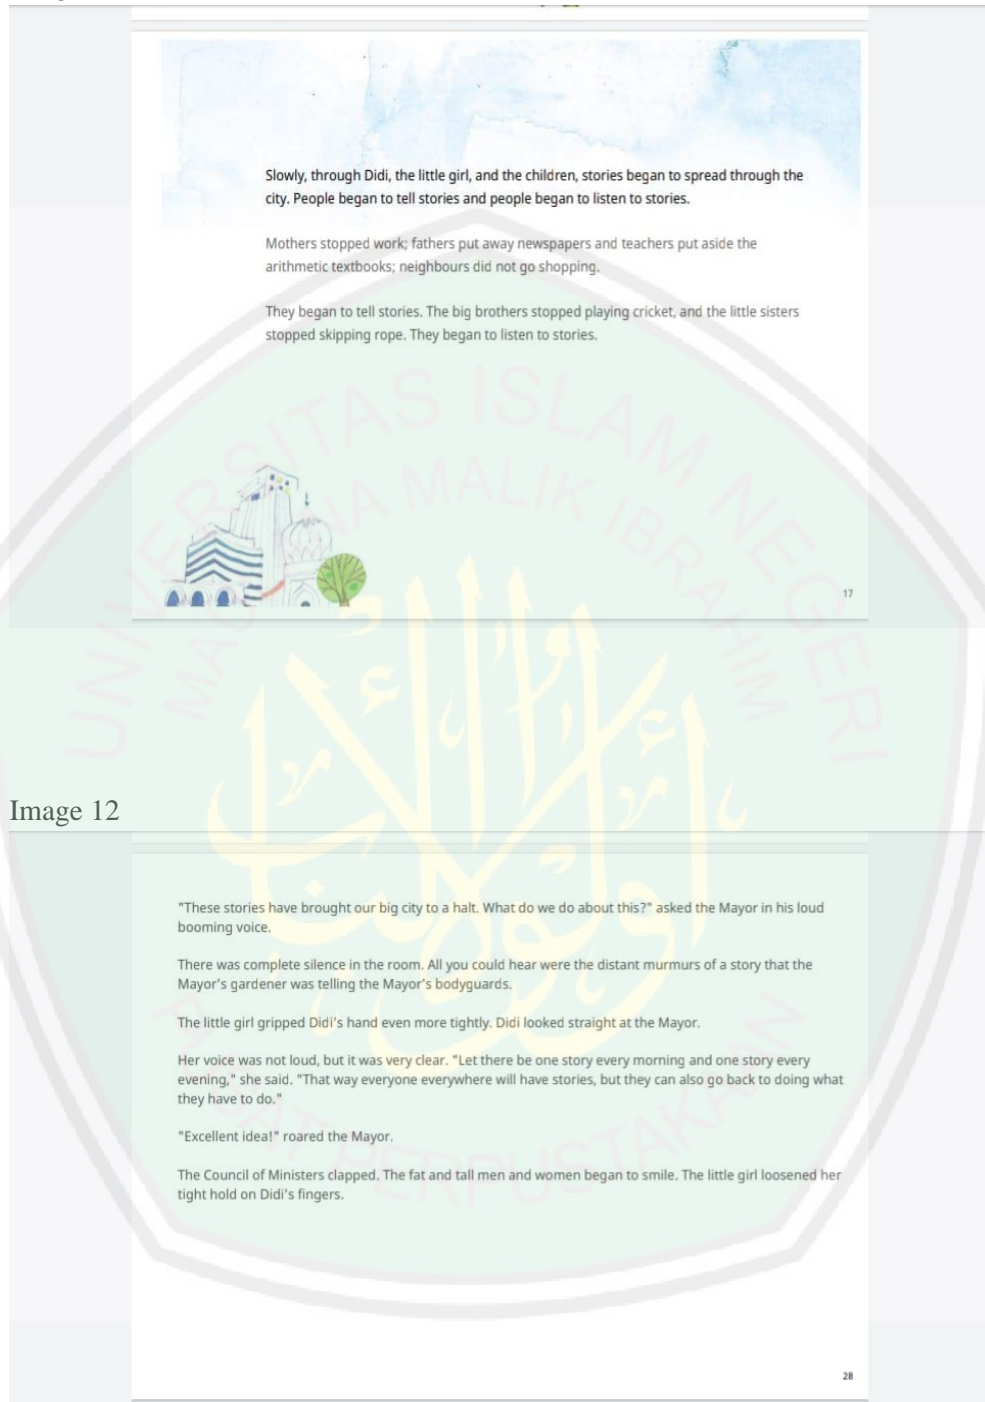 Slowly, through Didi, the little girl, and the children, stories began to spread through the
city. People began to tell stories and people began to listen to stories.
Mothers stopped work; fathers put away newspapers and teachers put aside the
arithmetic textbooks; neighbours did not go shopping.
They began to tell stories. The big brothers stopped playing cricket, and the little sisters
stopped skipping rope. They began to listen to stories.
17
UNIVERSITAS ISLAM NEGERI
MAULANA MALIK IBRAHIM
Image 12
"These stories have brought our big city to a halt. What do we do about this?" asked the Mayor in his loud
booming voice.
There was complete silence in the room. All you could hear were the distant murmurs of a story that the
Mayor's gardener was telling the Mayor's bodyguards.
The little girl gripped Didi's hand even more tightly. Didi looked straight at the Mayor.
Her voice was not loud, but it was very clear. "Let there be one story every morning and one story every
evening," she said. "That way everyone everywhere will have stories, but they can also go back to doing what
they have to do."
"Excellent idea!" roared the Mayor.
The Council of Ministers clapped. The fat and tall men and women began to smile. The little girl loosened her
tight hold on Didi's fingers.
PUSAT PERPUSTAKAAN
28